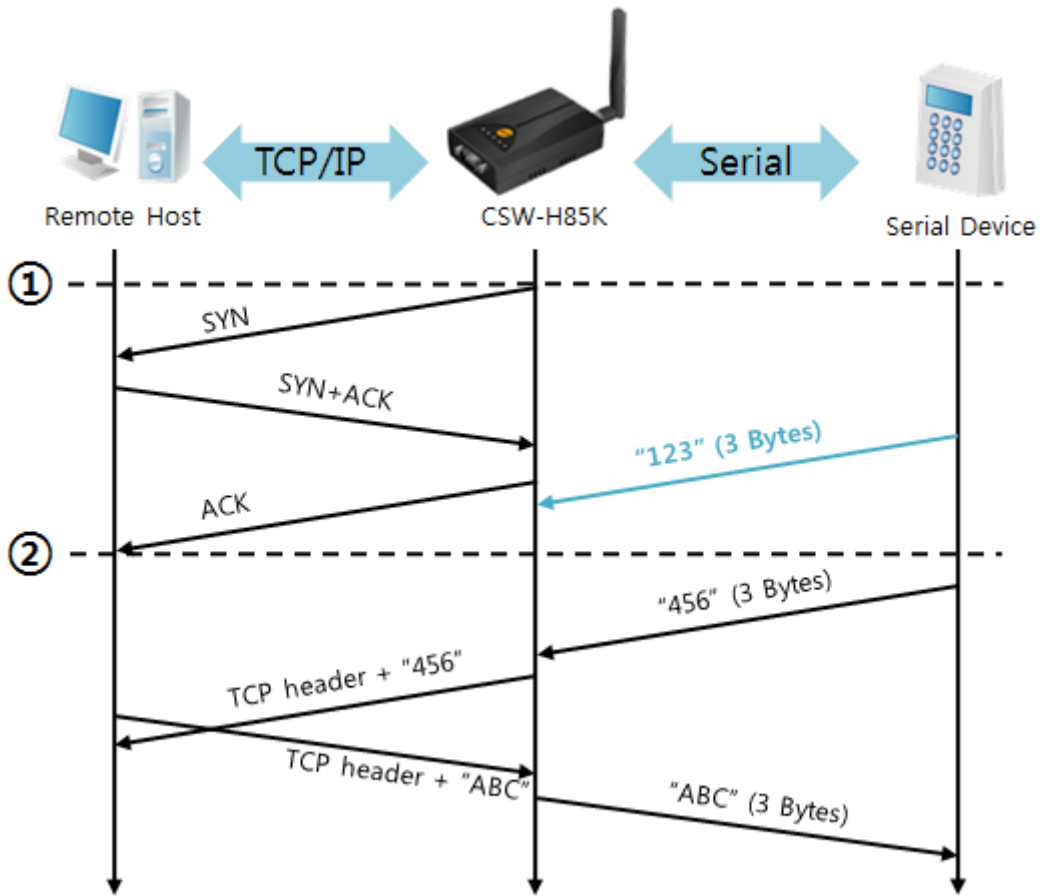 TCP/IP
Serial
Remote Host
CSW-H85K
Serial Device
①
SYN
SYN+ACK
"123" (3 Bytes)
ACK
②
"456" (3 Bytes)
TCP header + "456"
TCP header + "ABC"
"ABC" (3 Bytes)